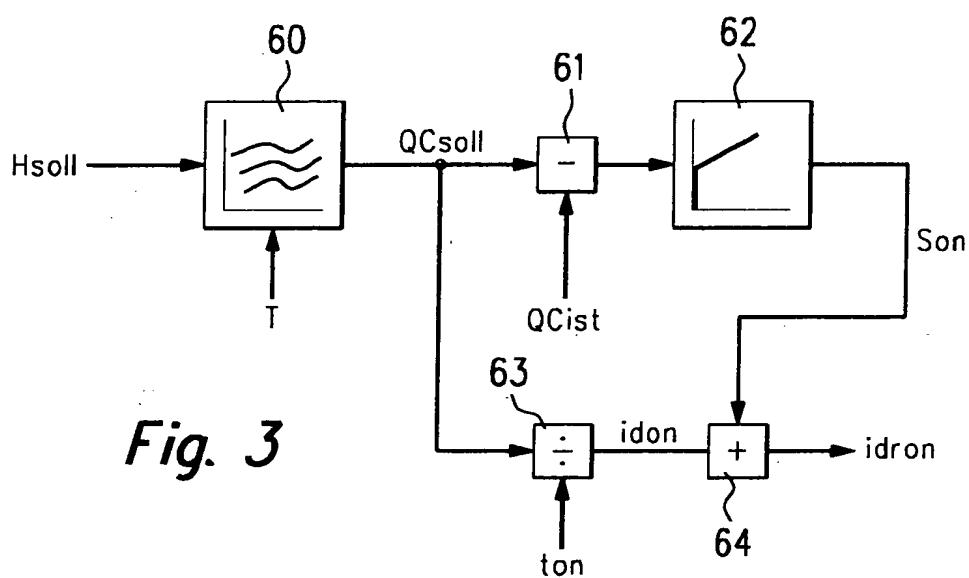 60
61
62
Hsoll
QCsoll
-
Son
T
QCist
63
Fig. 3
÷
idon
+
idron
ton
64